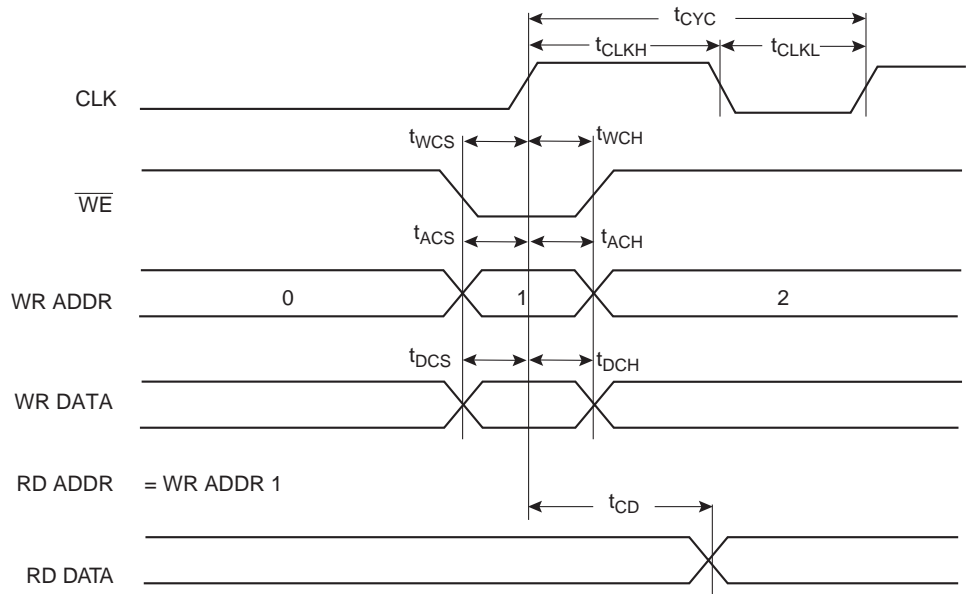 tCYC
tCLKH tCLKL
CLK
tWCS tWCH
WE
tACS tACH
WR ADDR 0 1 2
tDCS tDCH
WR DATA
RD ADDR = WR ADDR 1
tCD
RD DATA